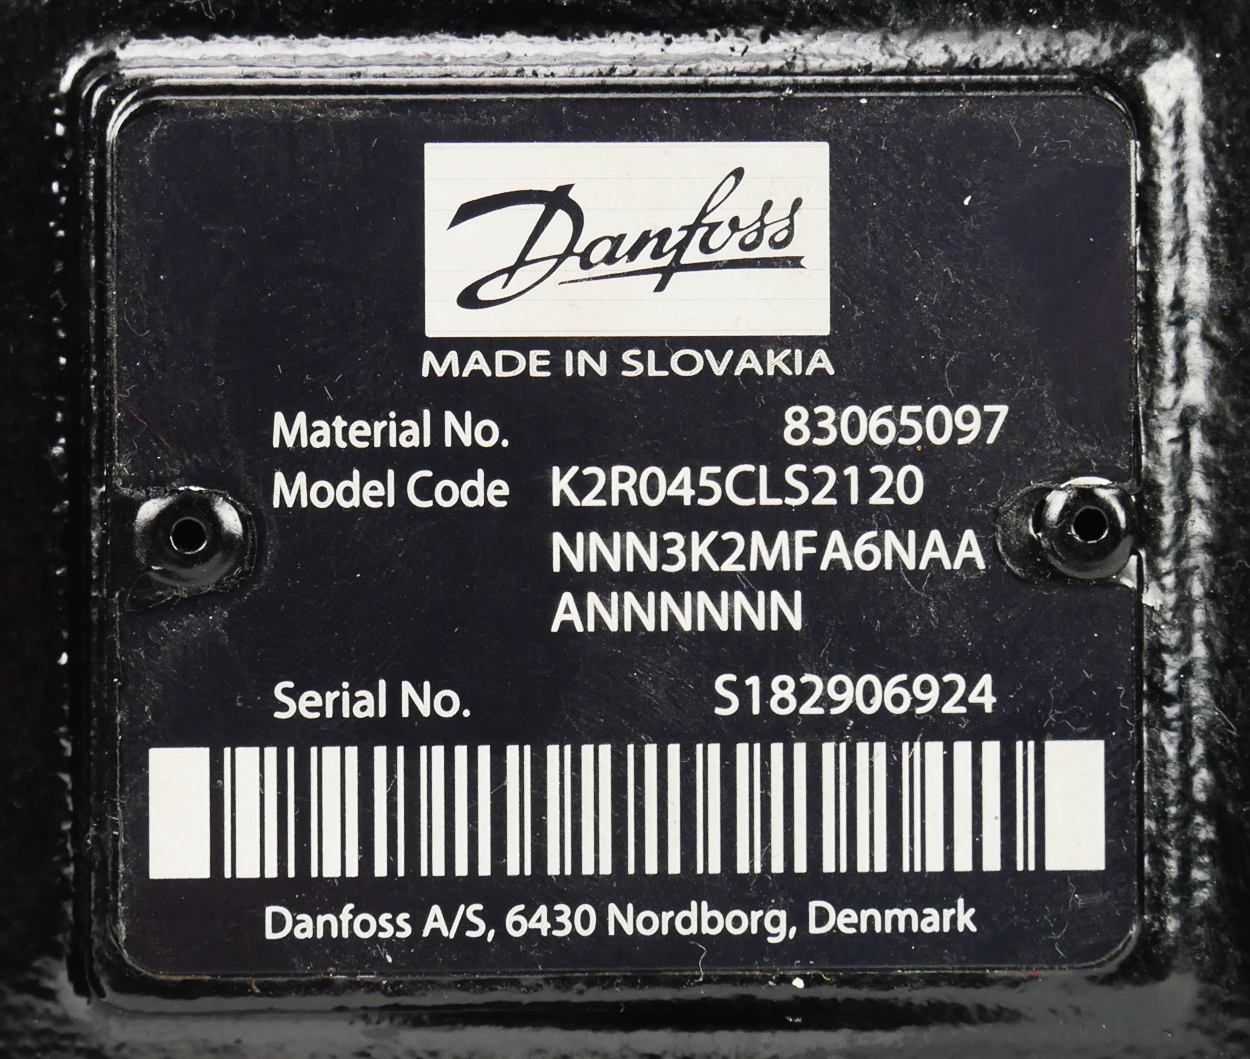 Danfoss
MADE IN SLOVAKIA
Material No. 83065097
Model Code K2R045CLS2120
NNN3K2MFA6NAA
ANNNNNN
Serial No. S182906924
Danfoss A/S, 6430 Nordborg, Denmark